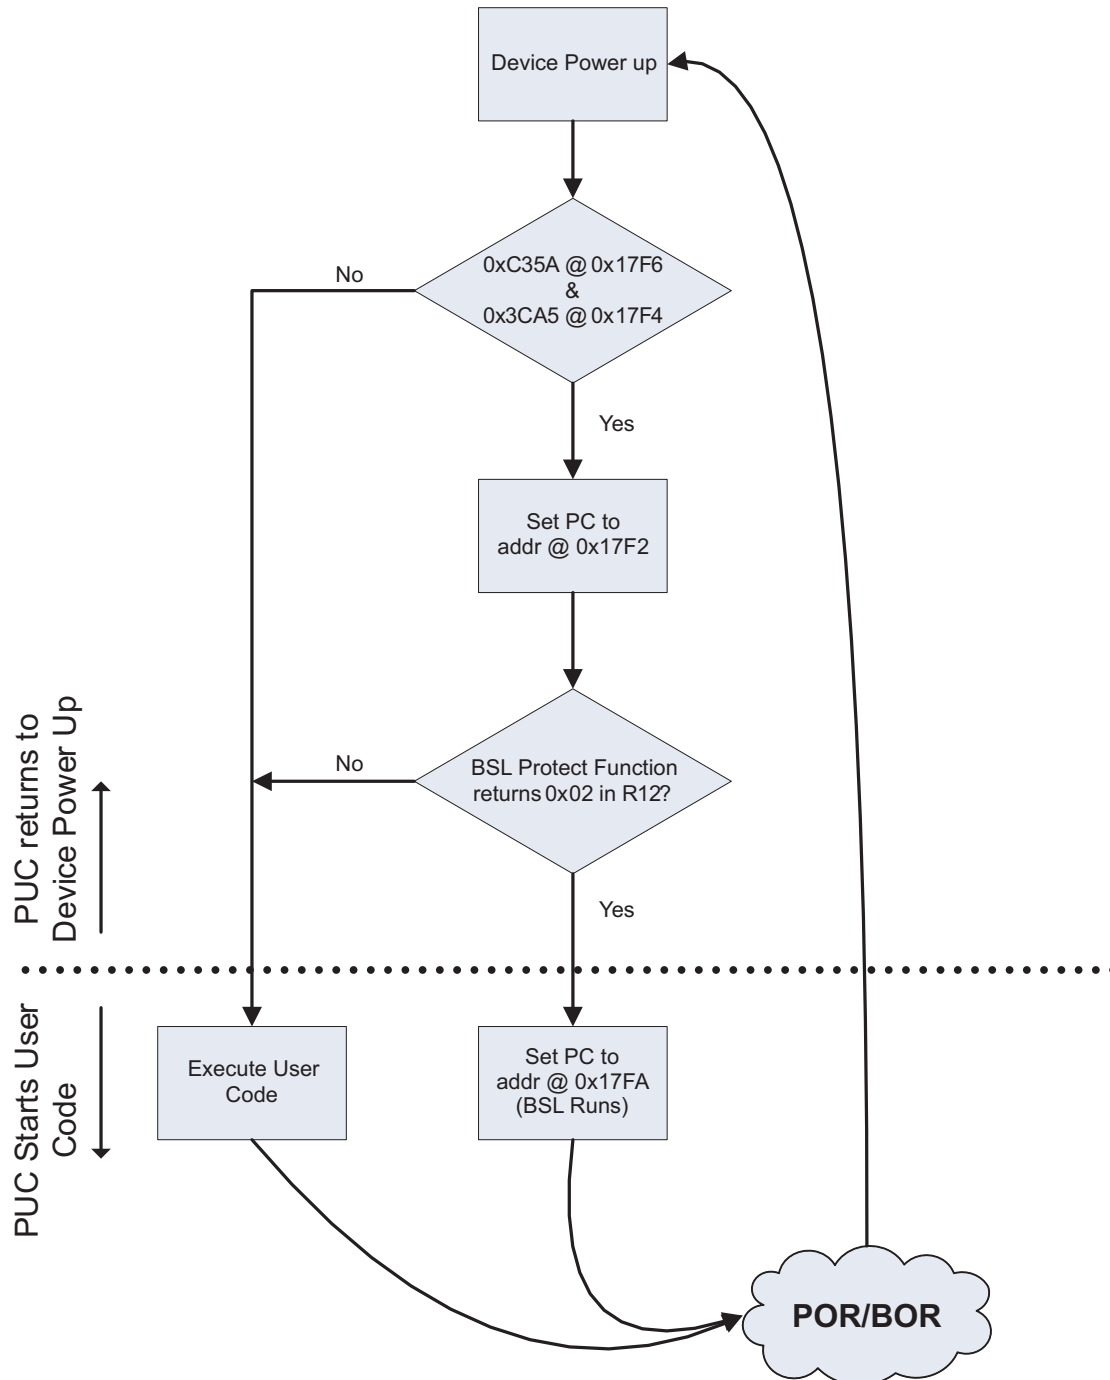 Device Power up
0xC35A @ 0x17F6
&
0x3CA5 @ 0x17F4
No
Yes
Set PC to
addr @ 0x17F2
BSL Protect Function
returns 0x02 in R12?
No
Yes
PUC returns to
Device Power Up
PUC Starts User
Code
Execute User
Code
Set PC to
addr @ 0x17FA
(BSL Runs)
POR/BOR